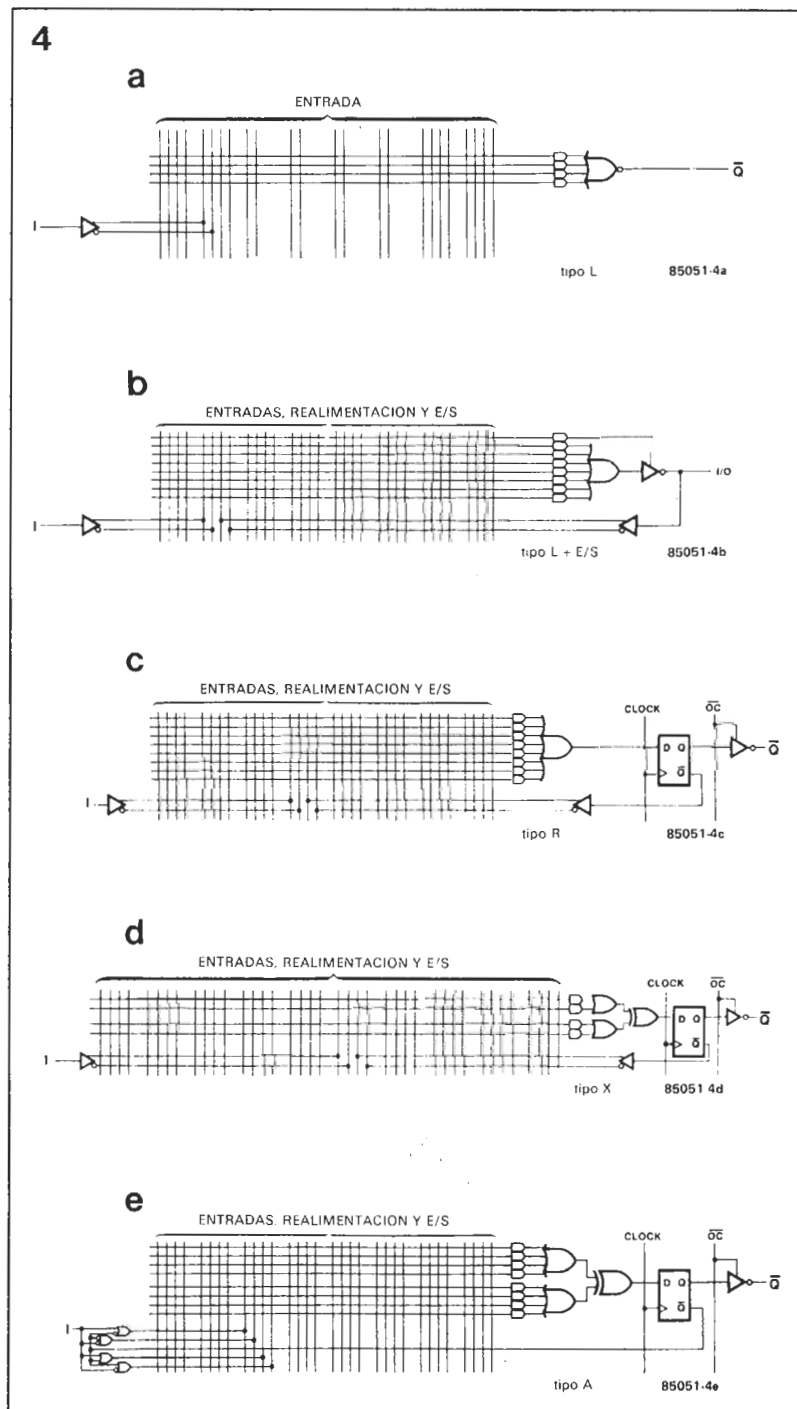 4
a
ENTRADA
I
Q
tipo L 85051-4a
b
ENTRADAS, REALIMENTACION Y E/S
I
I/O
tipo L + E/S 85051-4b
c
ENTRADAS, REALIMENTACION Y E/S
CLOCK OC
D Q
Q
Q
I
tipo R 85051-4c
d
ENTRADAS, REALIMENTACION Y E/S
CLOCK OC
D Q
Q
Q
I
tipo X 85051-4d
e
ENTRADAS, REALIMENTACION Y E/S
CLOCK OC
D Q
Q
Q
I
tipo A 85051-4e